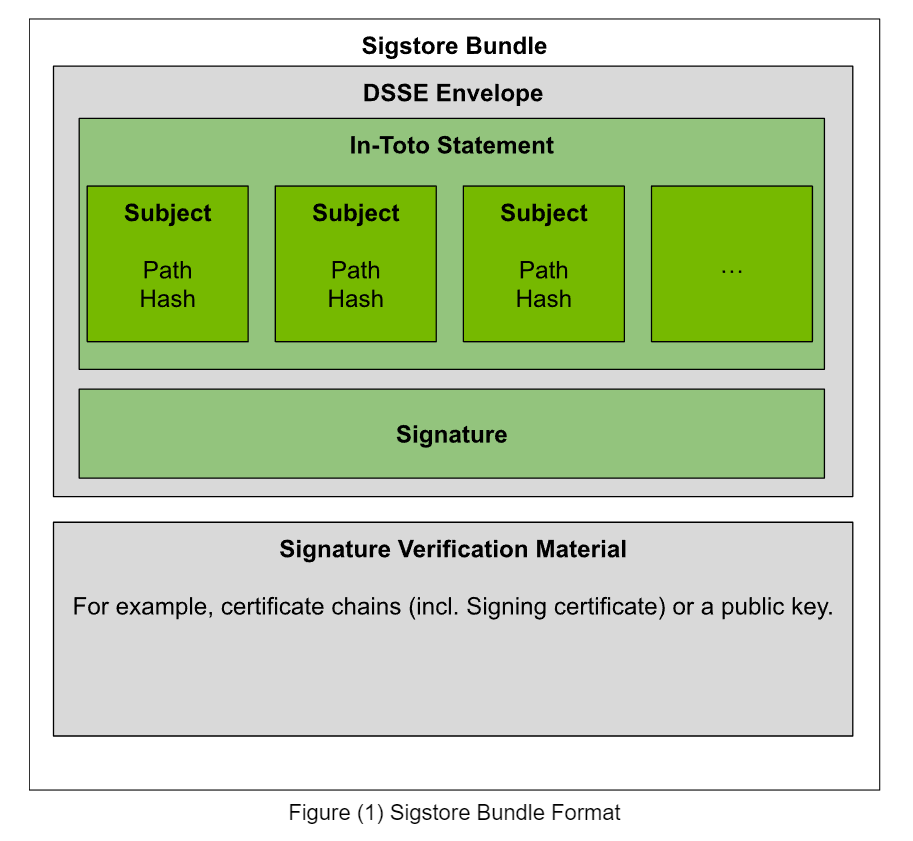 Sigstore Bundle
DSSE Envelope
In-Toto Statement
Subject Subject Subject
Path Path Path …
Hash Hash Hash
Signature
Signature Verification Material
For example, certificate chains (incl. Signing certificate) or a public key.
Figure (1) Sigstore Bundle Format